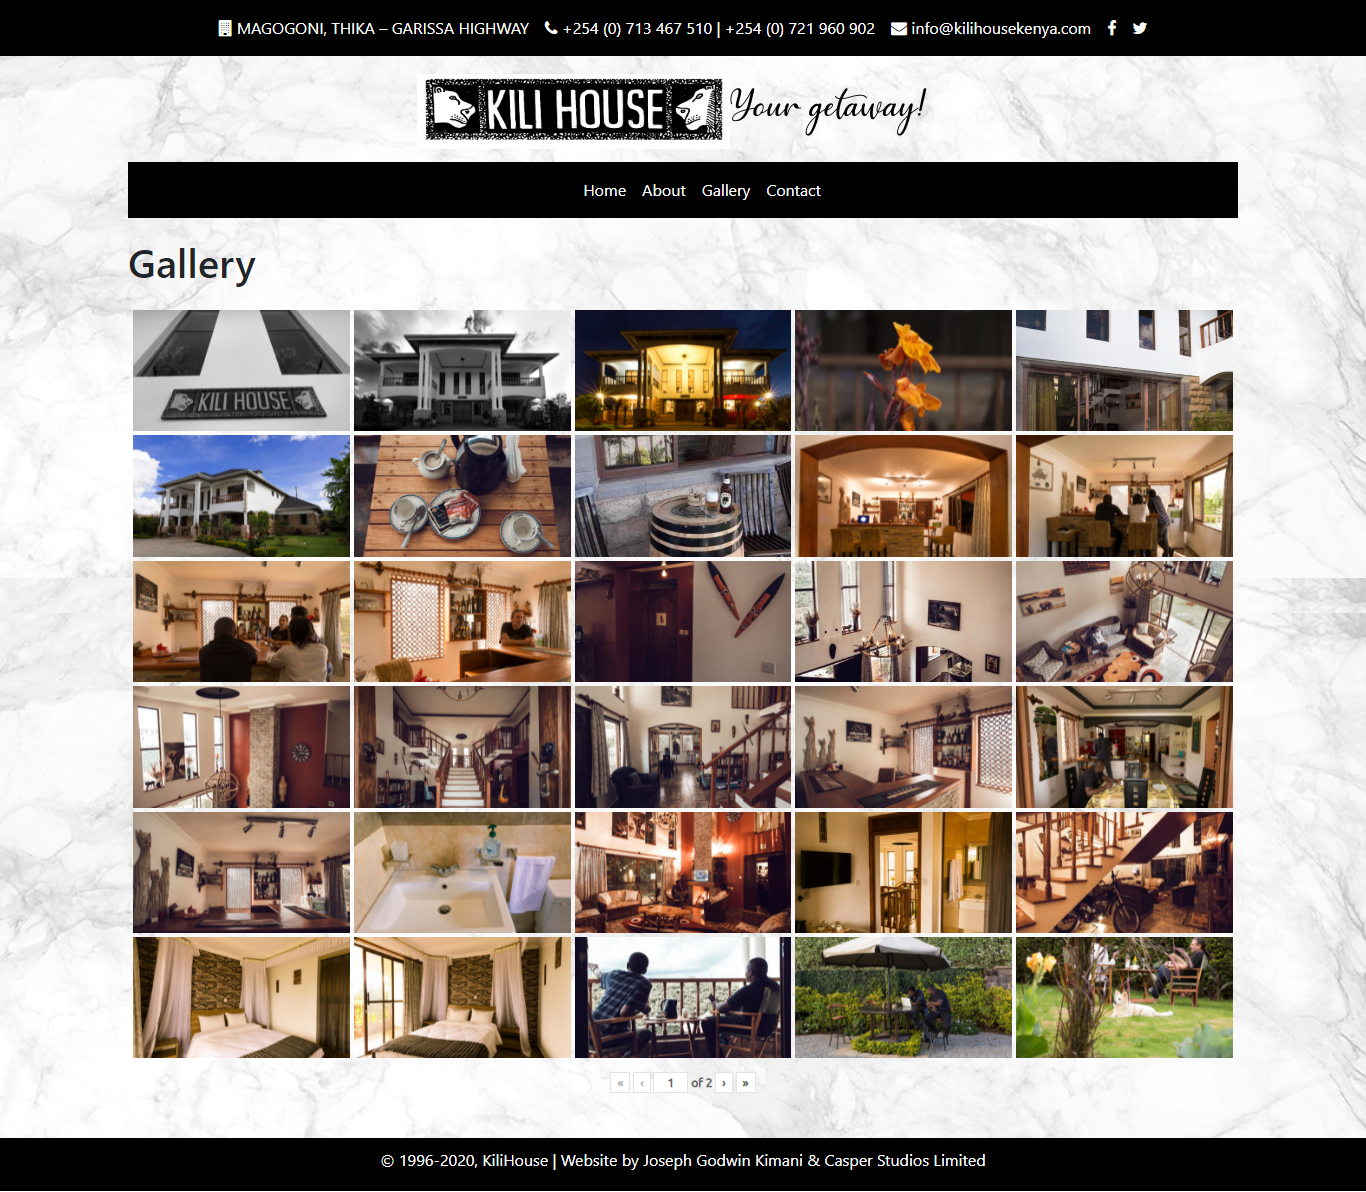 MAGOGONI, THIKA – GARISSA HIGHWAY +254 (0) 713 467 510 | +254 (0) 721 960 902 info@kilihousekenya.com
KILI HOUSE Your getaway!
Home About Gallery Contact
Gallery
KILI HOUSE
« ‹ 1 of 2 › »
© 1996-2020, KiliHouse | Website by Joseph Godwin Kimani & Casper Studios Limited